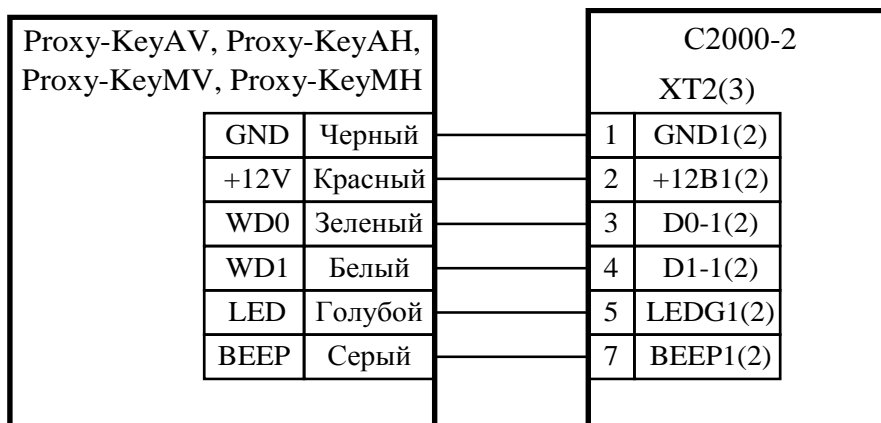 Proxy-KeyAV, Proxy-KeyAH,
Proxy-KeyMV, Proxy-KeyMH
GND Черный
+12V Красный
WD0 Зеленый
WD1 Белый
LED Голубой
BEEP Серый
С2000-2
XT2(3)
1 GND1(2)
2 +12В1(2)
3 D0-1(2)
4 D1-1(2)
5 LEDG1(2)
7 BEEP1(2)